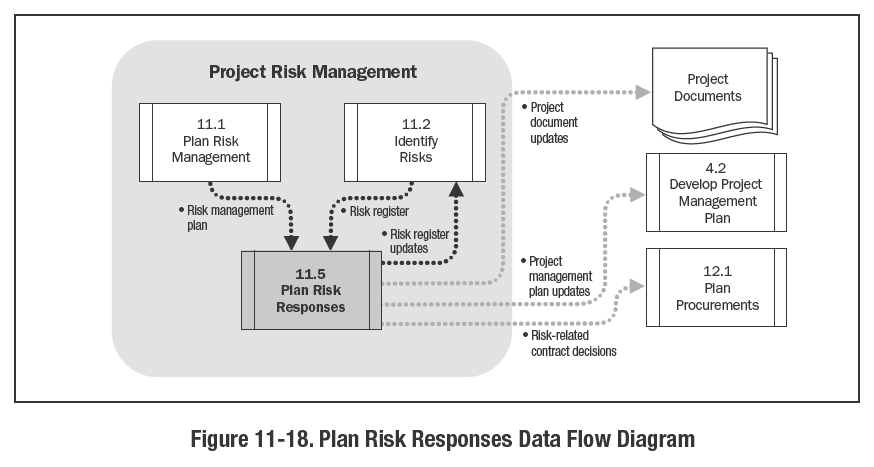 Project Risk Management
11.1
Plan Risk
Management
11.2
Identify
Risks
• Risk management
plan
• Risk register
• Risk register
updates
11.5
Plan Risk
Responses
• Project
document
updates
Project
Documents
4.2
Develop Project
Management
Plan
• Project
management
plan updates
12.1
Plan
Procurements
• Risk-related
contract decisions
Figure 11-18. Plan Risk Responses Data Flow Diagram